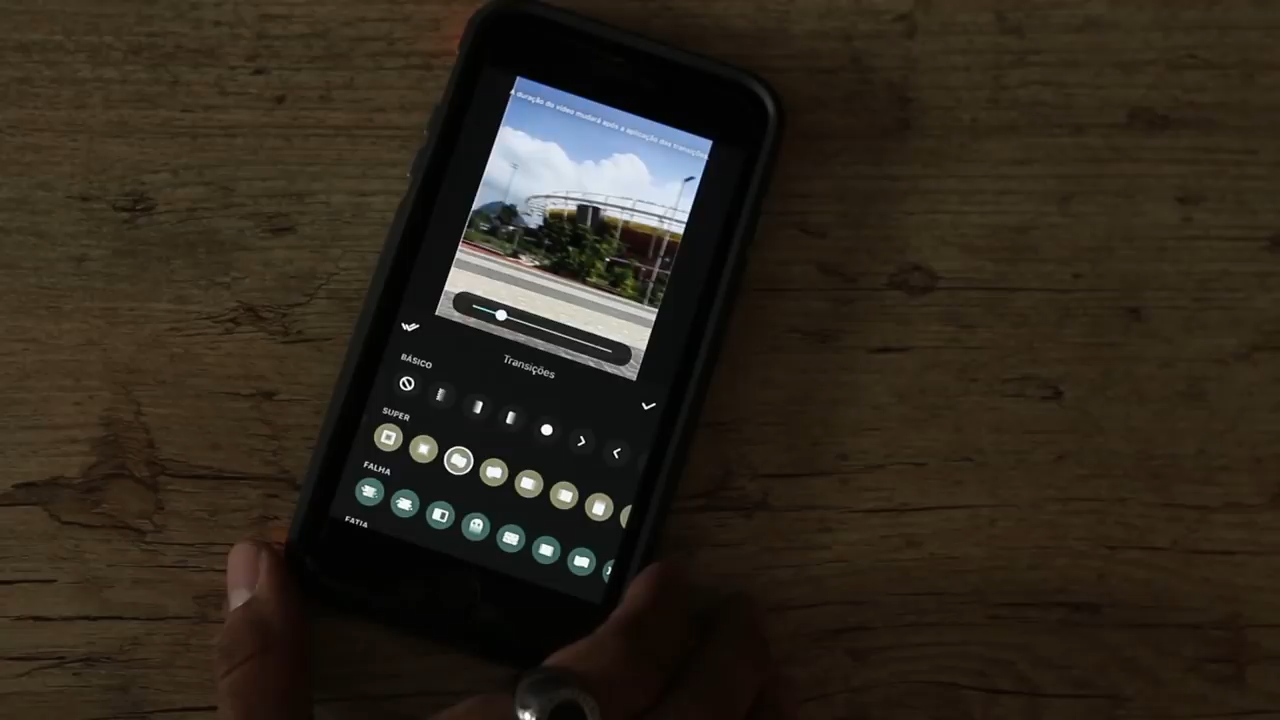 A duração do vídeo mudará após a aplicação das transições.
Transições
BÁSICO
SUPER
FALHA
FATIA